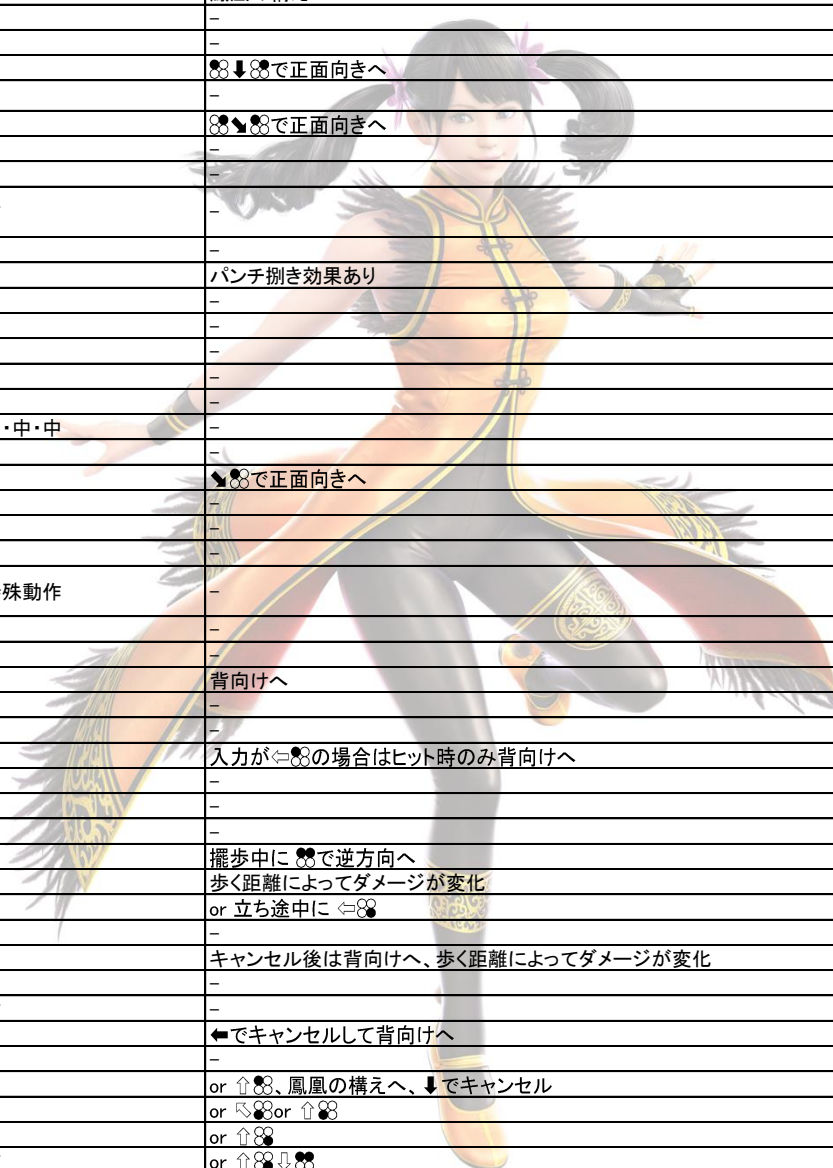 -
-
⬇で正面向きへ
-
⬊で正面向きへ
-
-
-
-
パンチ捌き効果あり
-
-
-
-
-
・中・中 -
-
⬊で正面向きへ
-
-
-
殊動作 -
-
-
背向けへ
-
-
入力が⇦の場合はヒット時のみ背向けへ
-
-
-
擺歩中に で逆方向へ
歩く距離によってダメージが変化
or 立ち途中に ⇦
-
キャンセル後は背向けへ、歩く距離によってダメージが変化
-
-
⬅でキャンセルして背向けへ
-
or ⇧、鳳凰の構えへ、⬇でキャンセル
or ⇖or ⇧
or ⇧
or ⇧⇩